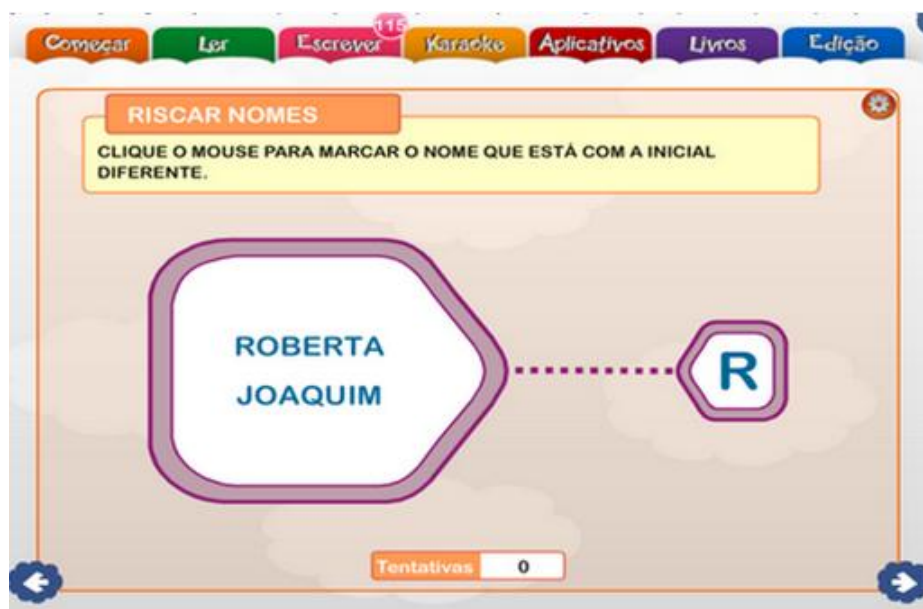 115
Começar Ler Escrever Karaoke Aplicativos Livros Edição
RISCAR NOMES
CLIQUE O MOUSE PARA MARCAR O NOME QUE ESTÁ COM A INICIAL
DIFERENTE.
ROBERTA
JOAQUIM
R
Tentativas 0